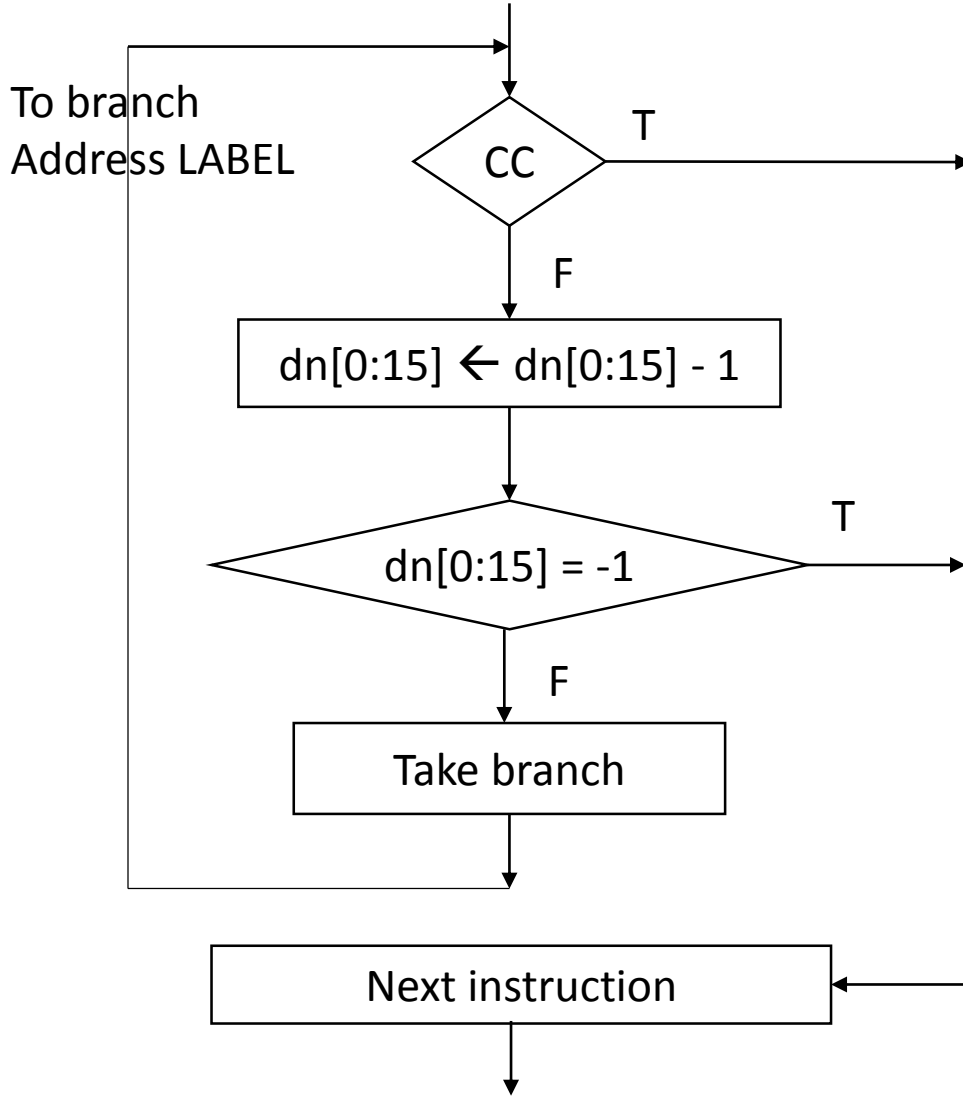 To branch
Address LABEL
CC
T
F
dn[0:15] ← dn[0:15] - 1
dn[0:15] = -1
T
F
Take branch
Next instruction